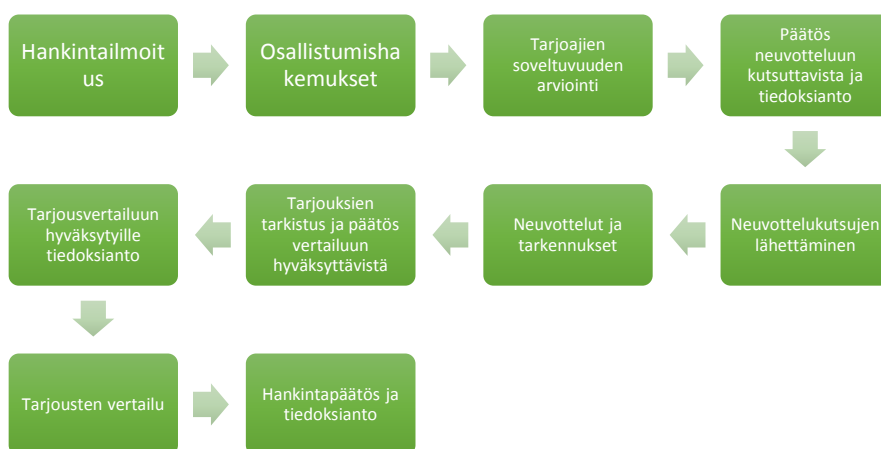 Hankintailmoit
us
Osallistumisha
kemukset
Tarjoajien
soveltuvuuden
arviointi
Päätös
neuvotteluun
kutsuttavista ja
tiedoksianto
Neuvottelukutsujen
lähettäminen
Neuvottelut ja
tarkennukset
Tarjouksien
tarkistus ja päätös
vertailuun
hyväksyttävistä
Tarjousvertailuun
hyväksytyille
tiedoksianto
Tarjousten vertailu
Hankintapäätös ja
tiedoksianto